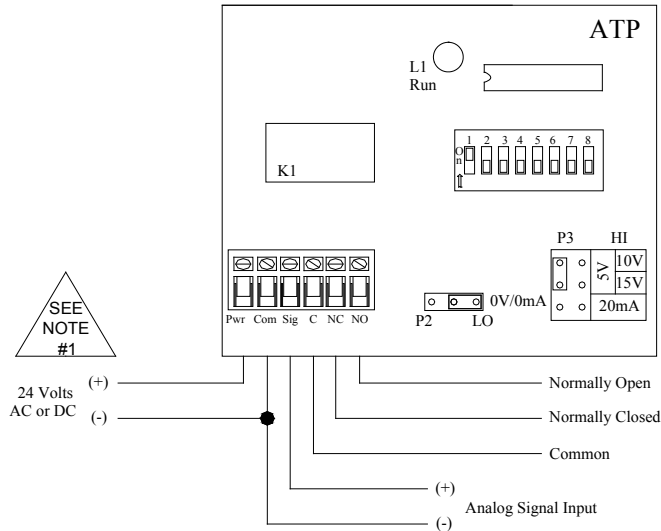 ATP
L1
Run
K1
1 2 3 4 5 6 7 8
On
P3 HI
5V
10V
15V
20mA
P2 LO
0V/0mA
Pwr Com Sig C NC NO
SEE
NOTE
#1
24 Volts
AC or DC
(+)
(-)
Normally Open
Normally Closed
Common
(+)
Analog Signal Input
(-)